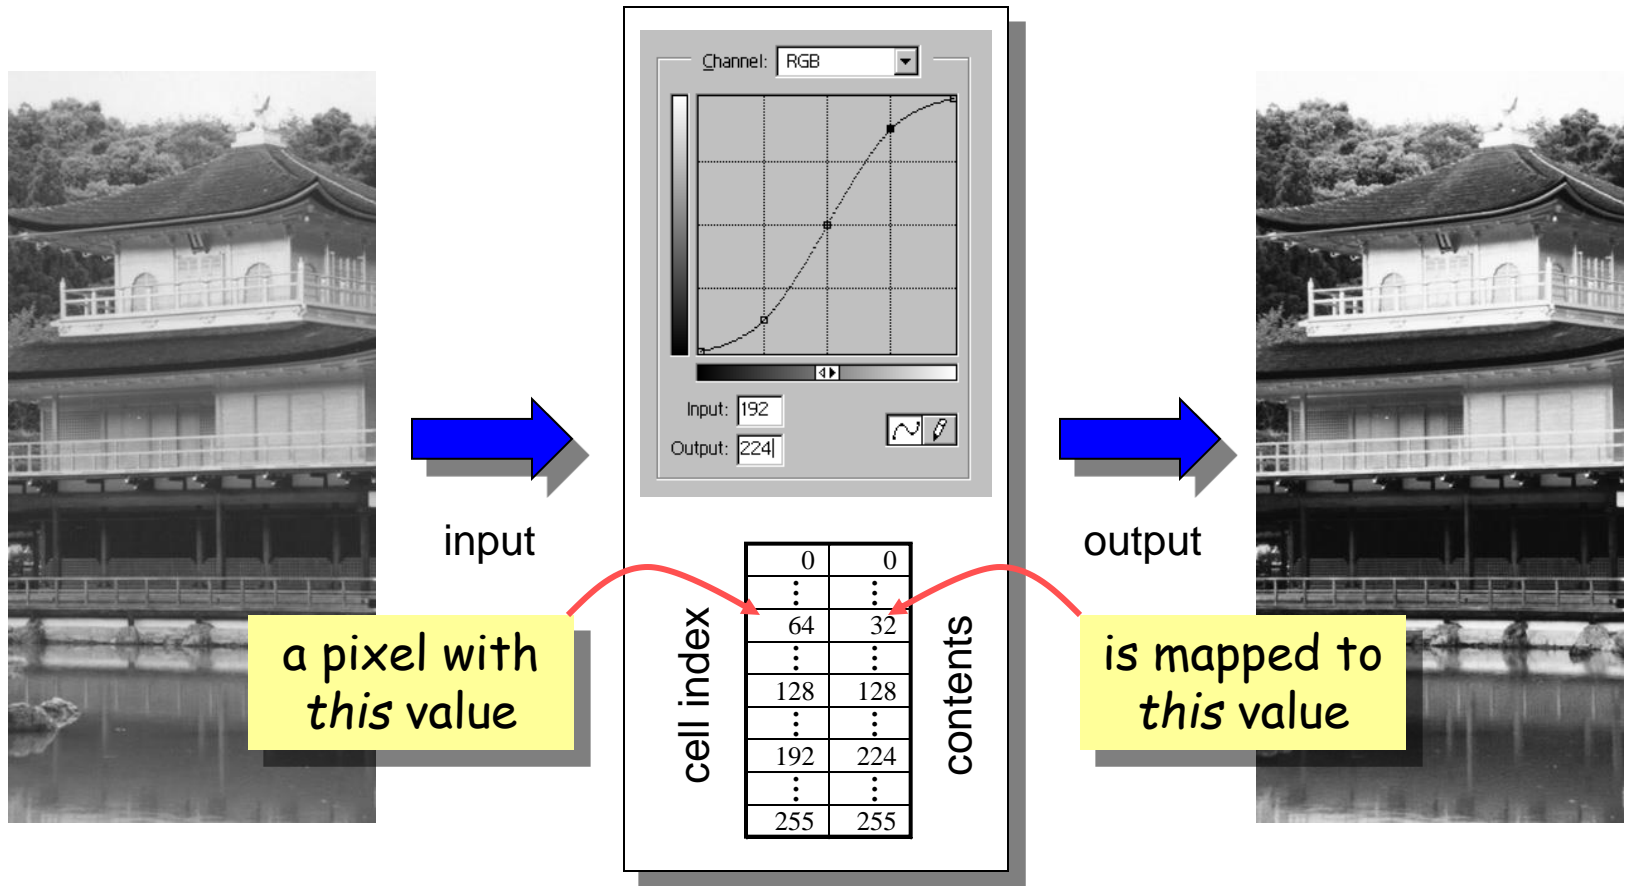 Channel: RGB
Input: 192
Output: 224
input
output
a pixel with
this value
cell index
0 0
⋮ ⋮
64 32
⋮ ⋮
128 128
⋮ ⋮
192 224
⋮ ⋮
255 255
contents
is mapped to
this value